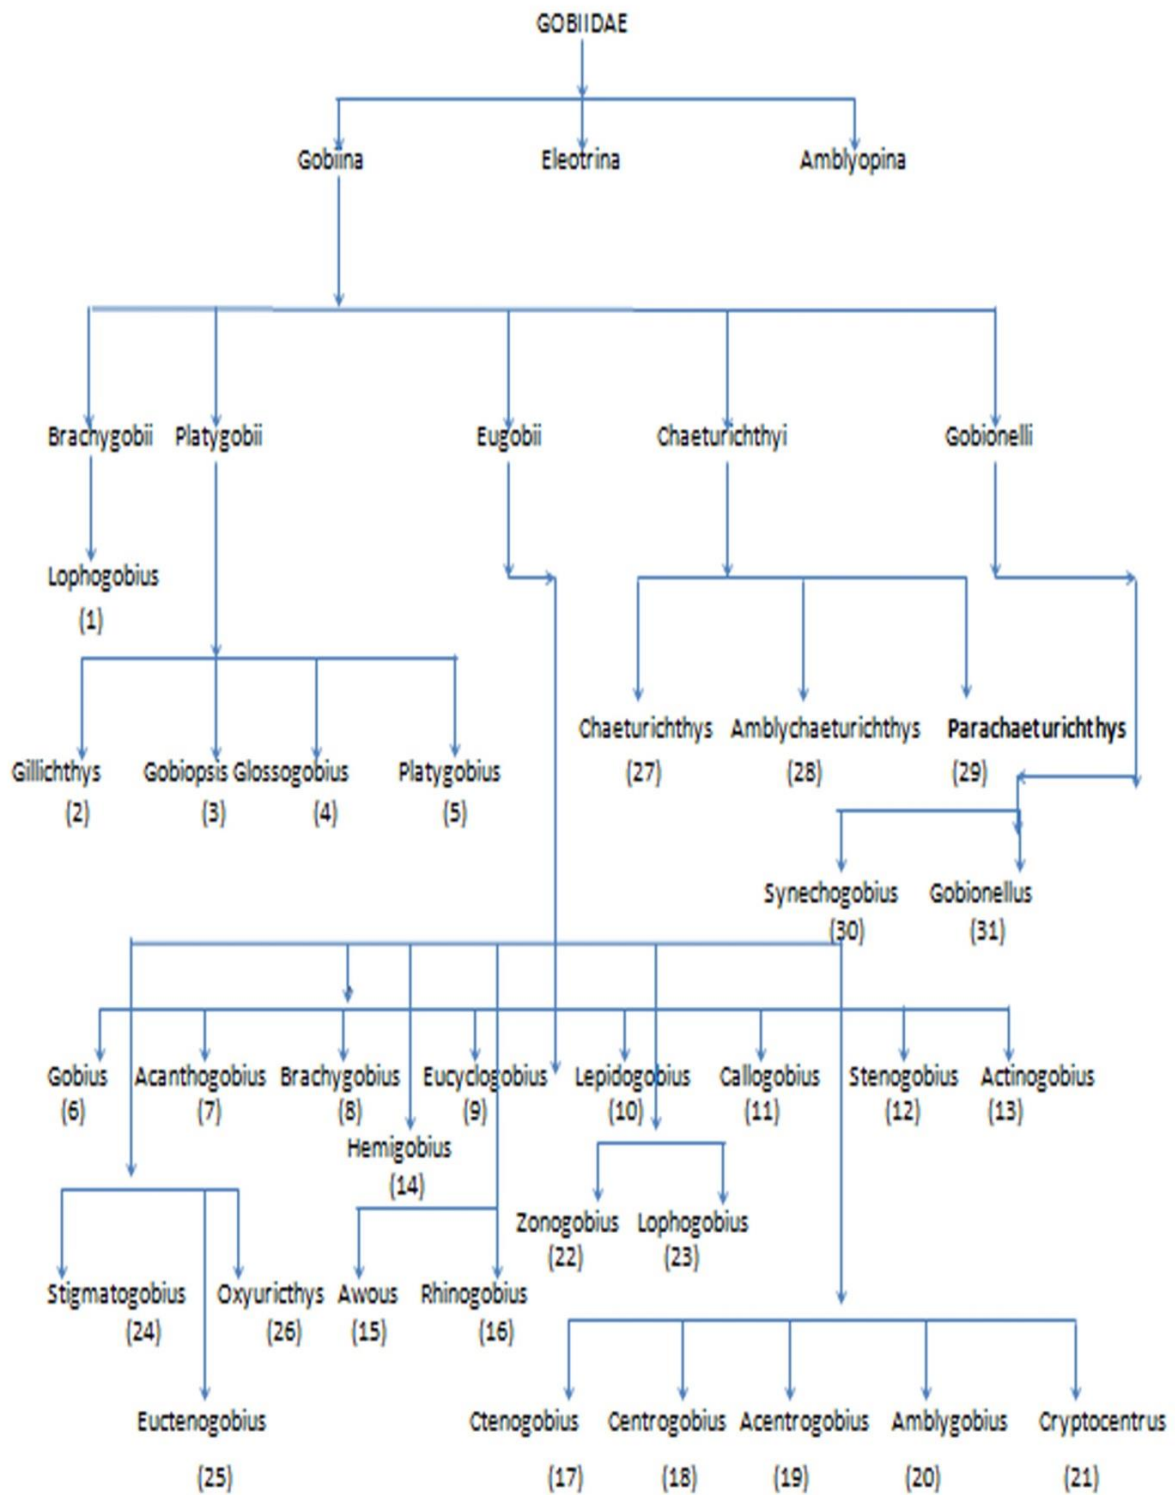 GOBIIDAE
Gobiina Eleotrina Amblyopina
Brachygobii Platygobii Eugobii Chaeturichthyi Gobionelli
Lophogobius
(1)
Chaeturichthys Amblychaeturichthys Parachaeturichthys
(27) (28) (29)
Gillichthys Gobiopsis Glossogobius Platygobius
(2) (3) (4) (5)
Synechogobius Gobionellus
(30) (31)
Gobius Acanthogobius Brachygobius Eucyclogobius Lepidogobius Callogobius Stenogobius Actinogobius
(6) (7) (8) (9) (10) (11) (12) (13)
Hemigobius
(14)
Zonogobius Lophogobius
(22) (23)
Stigmatogobius Oxyuricthys Awous Rhinogobius
(24) (26) (15) (16)
Euctenogobius Ctenogobius Centrogobius Acentrogobius Amblygobius Cryptocentrus
(25) (17) (18) (19) (20) (21)